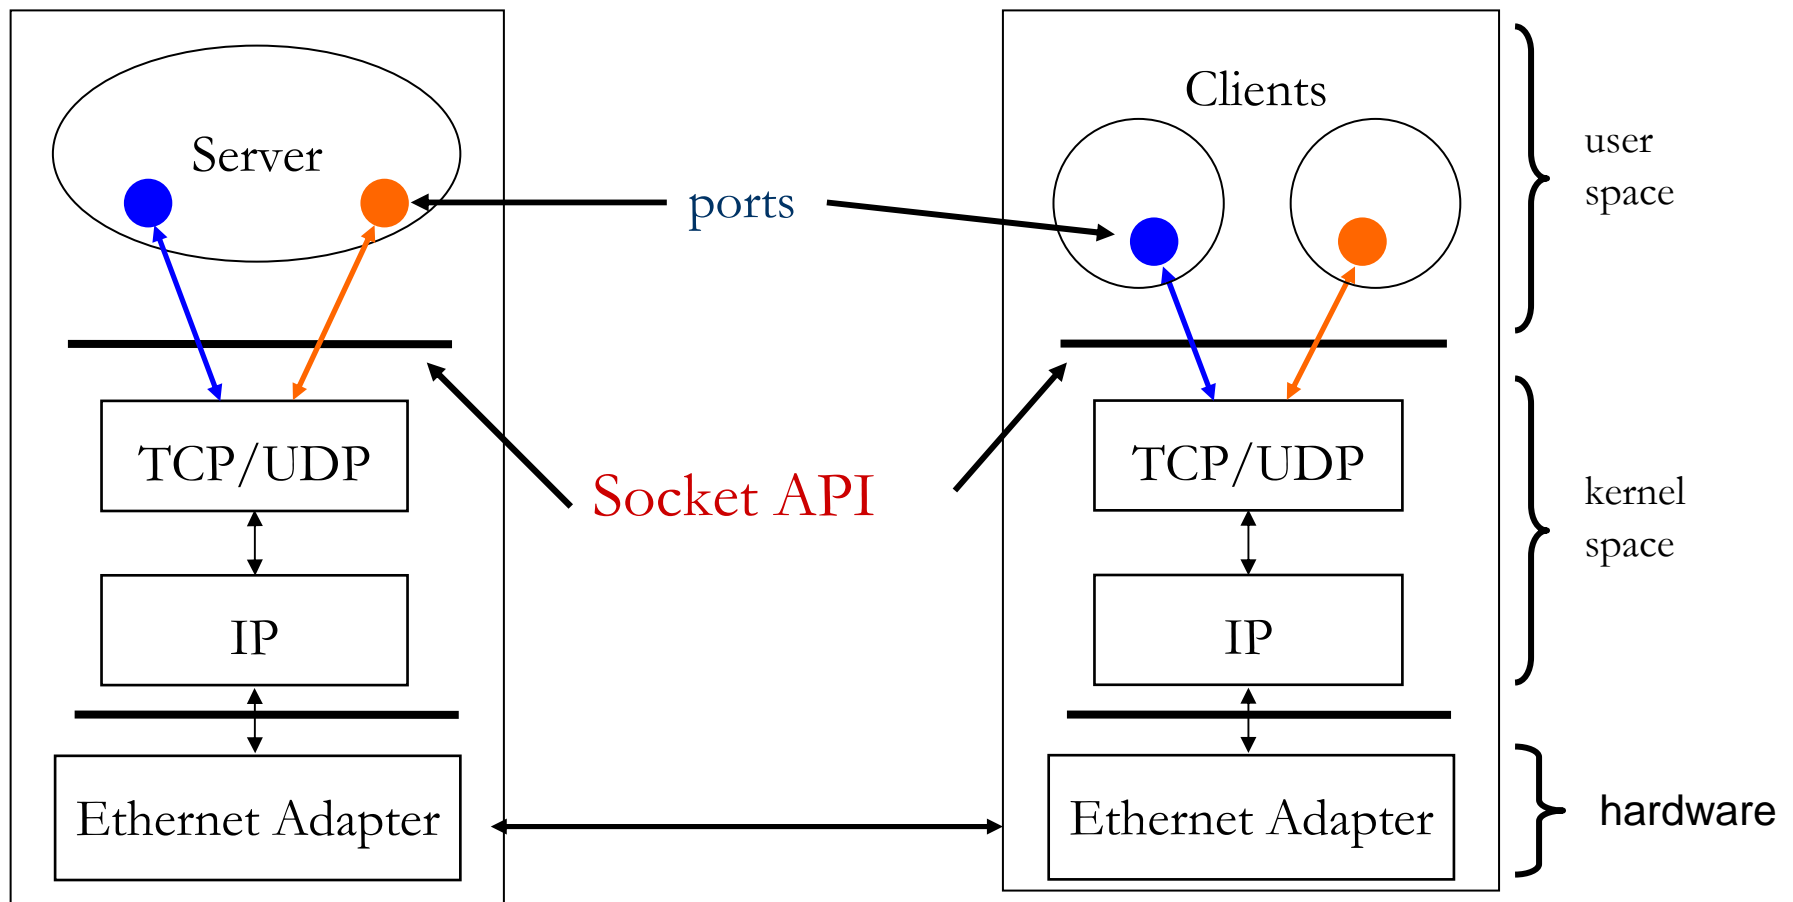 Clients
Server
ports
user
space
TCP/UDP
Socket API
TCP/UDP
kernel
space
IP
IP
Ethernet Adapter
Ethernet Adapter
hardware